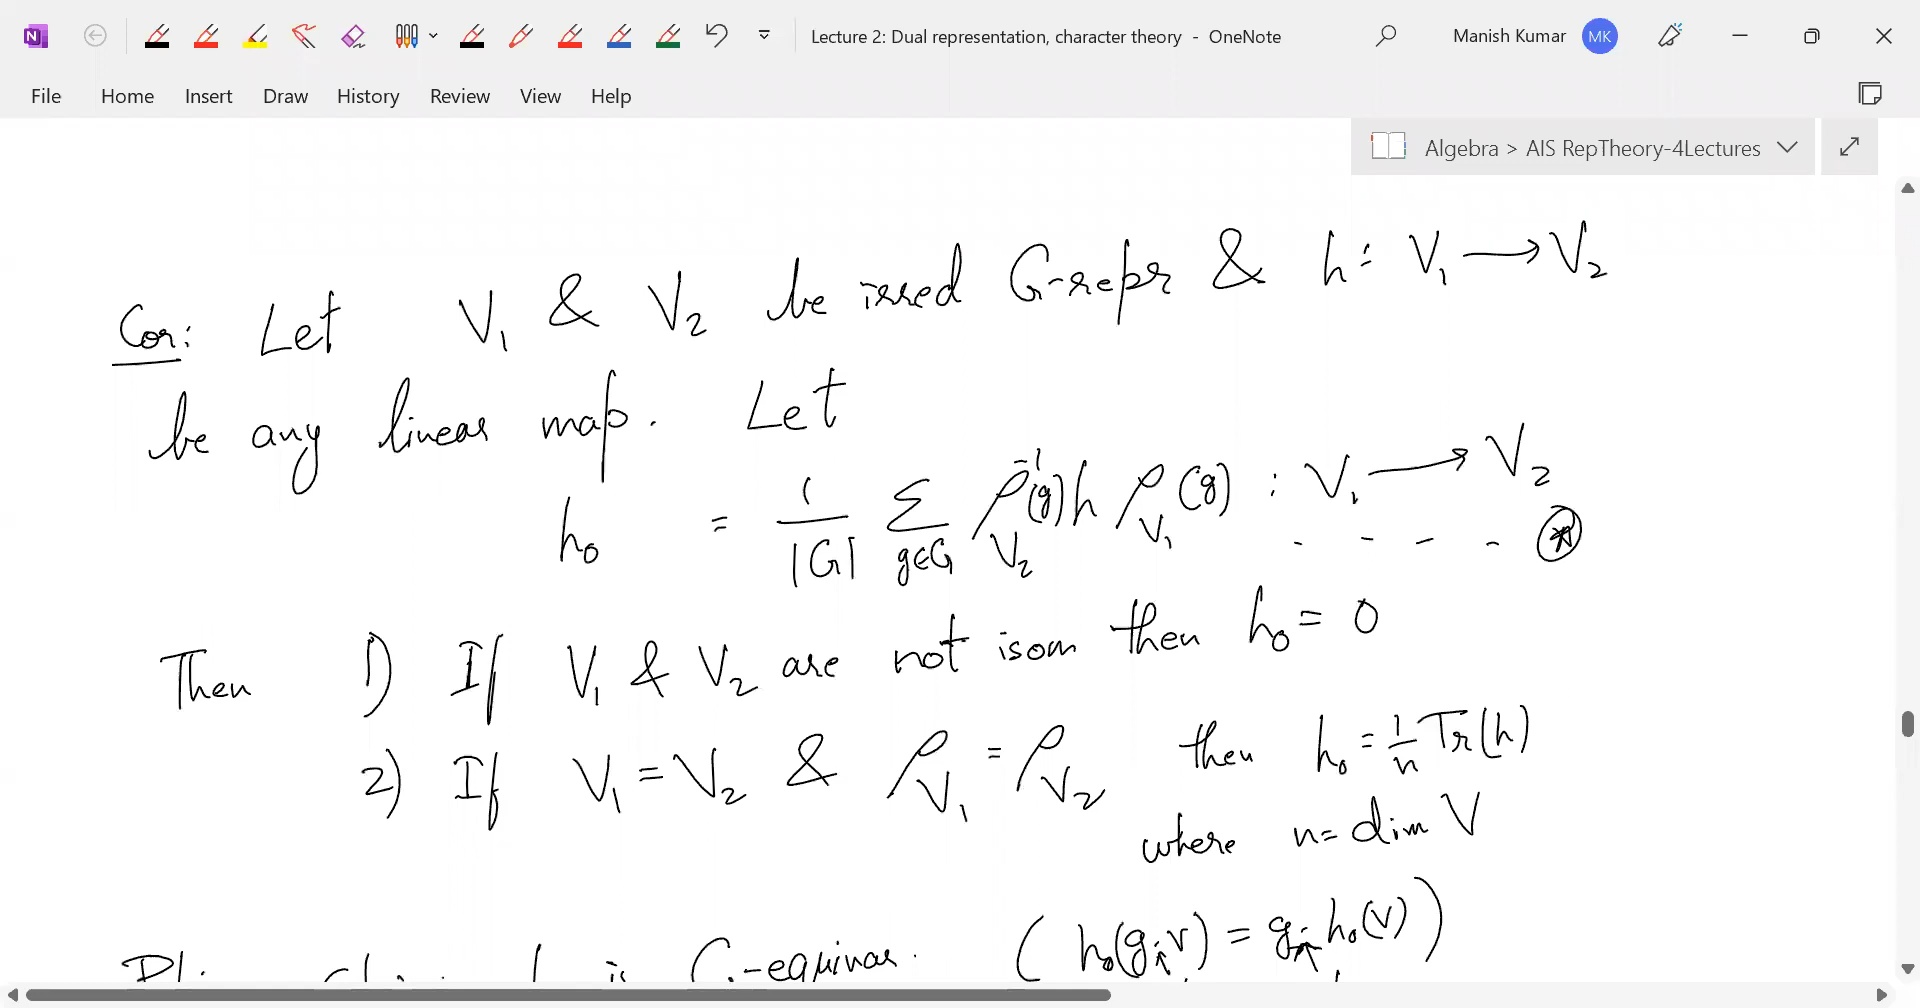 Lecture 2: Dual representation, character theory - OneNote
Manish Kumar
MK
File Home Insert Draw History Review View Help
Algebra > AIS RepTheory-4Lectures
Cor: Let V₁ & V₂ be irred G-repr & h: V₁ → V₂
be any linear map. Let
h₀ = 1/|G| Σ_{g∈G} ρ_{V₂}⁻¹(g) h ρ_{V₁}(g) : V₁ → V₂
- - - - ⊛
Then 1) If V₁ & V₂ are not isom then h₀ = 0
2) If V₁ = V₂ & ρ_{V₁} = ρ_{V₂} then h₀ = 1/n Tr(h)
where n = dim V
is G-equivar. (h₀(g·v) = g·h₀(v))